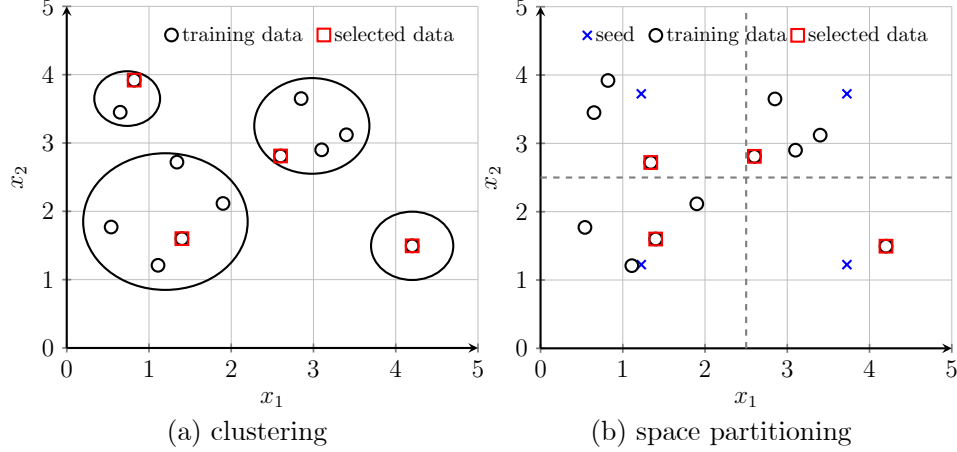 training data selected data
5
4
3
2
1
0
x2
0 1 2 3 4 5
x1
(a) clustering
seed training data selected data
5
4
3
2
1
0
x2
0 1 2 3 4 5
x1
(b) space partitioning